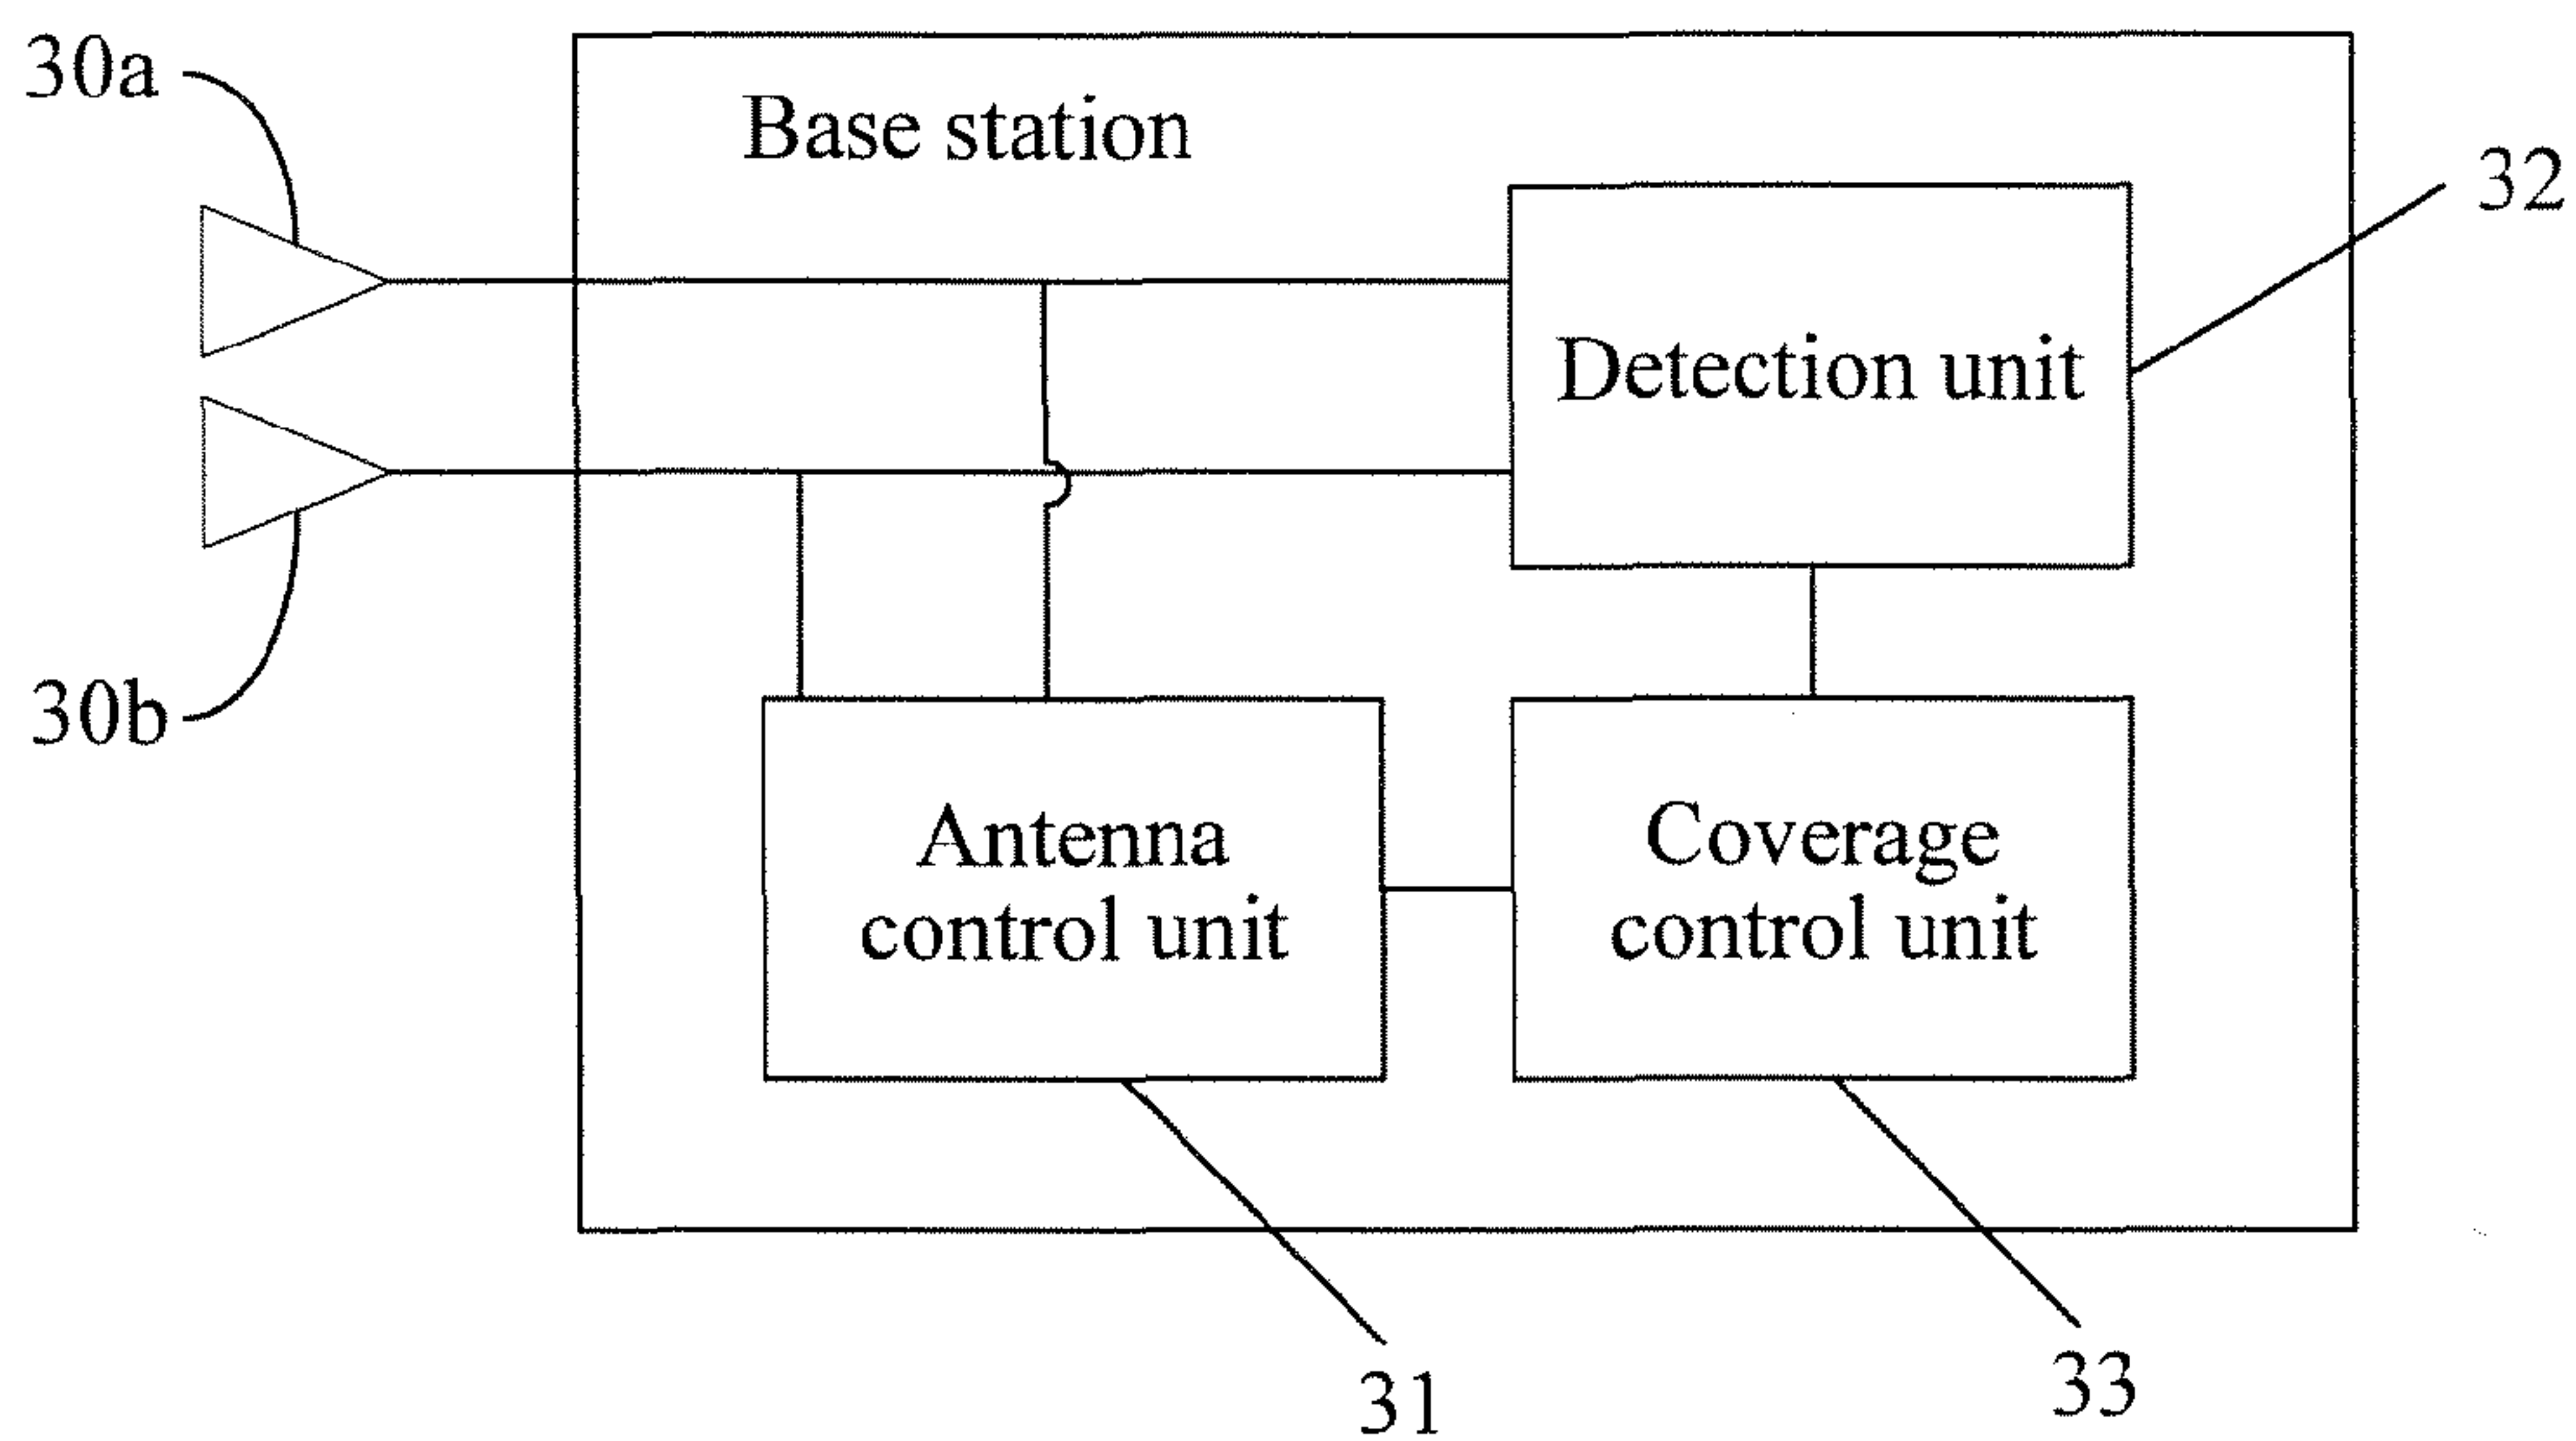 30a
Base station
32
Detection unit
30b
Antenna
control unit
Coverage
control unit
31
33